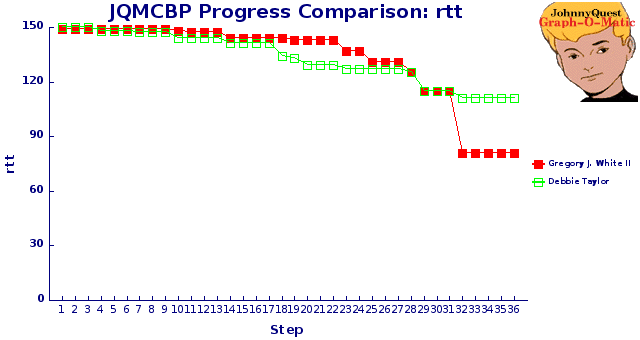 JQMCBP Progress Comparison: rtt
JohnnyQuest
Graph-O-Matic
150
120
90
60
30
0
rtt
1 2 3 4 5 6 7 8 9 10 11 12 13 14 15 16 17 18 19 20 21 22 23 24 25 26 27 28 29 30 31 32 33 34 35 36
Step
Gregory J. White II
Debbie Taylor